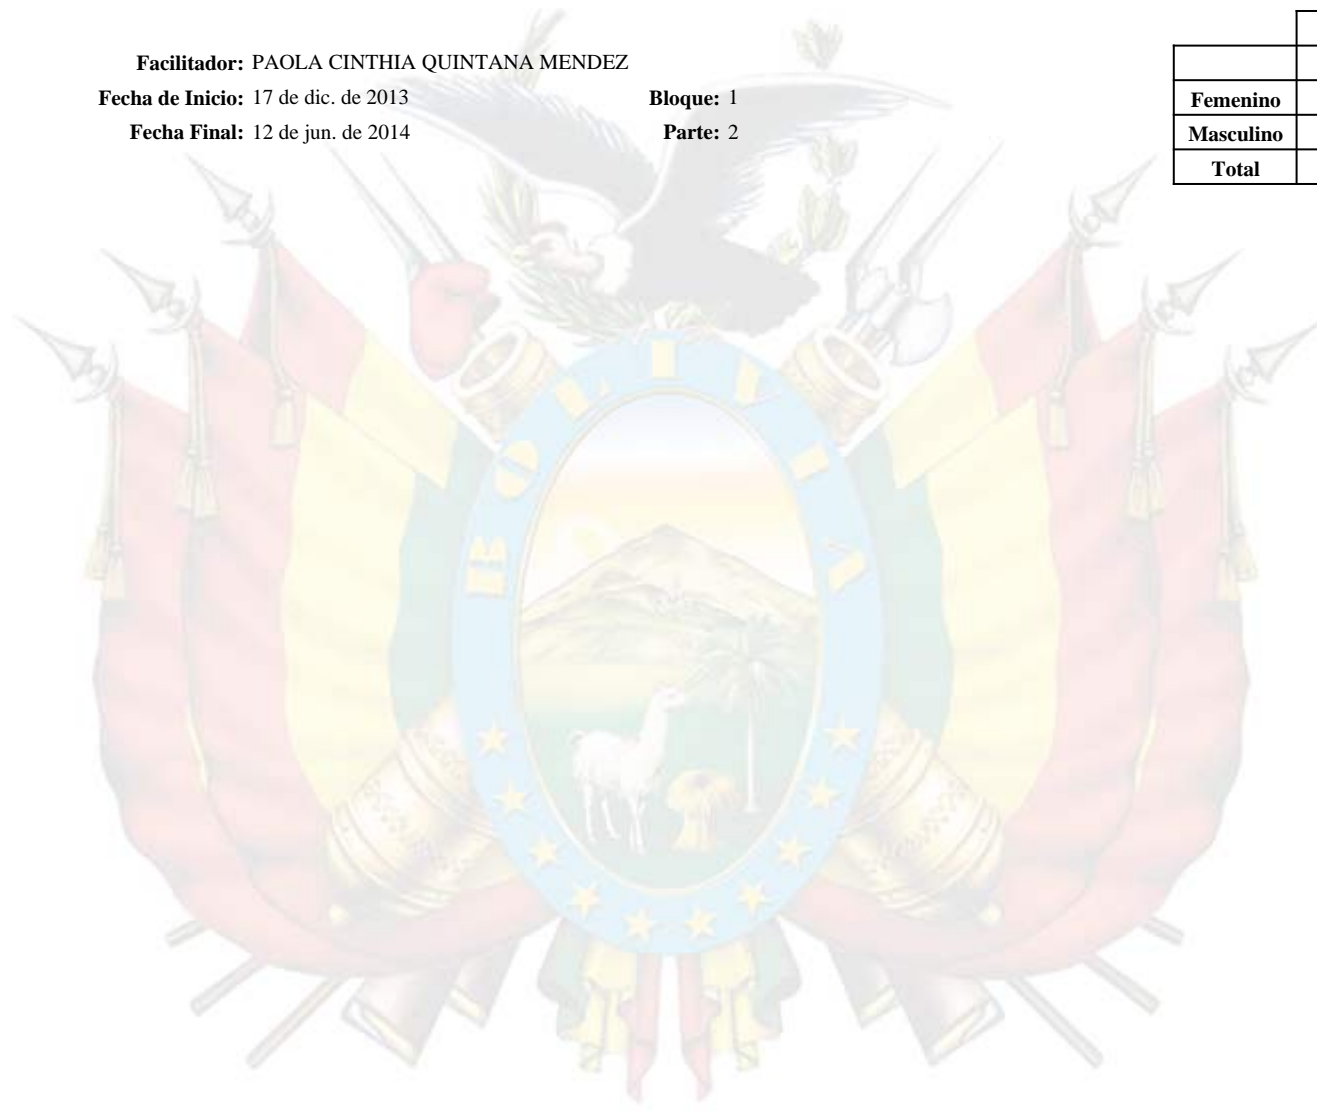 Facilitador: PAOLA CINTHIA QUINTANA MENDEZ
Fecha de Inicio: 17 de dic. de 2013 Bloque: 1
Fecha Final: 12 de jun. de 2014 Parte: 2
Femenino
Masculino
Total
BOLIVIA